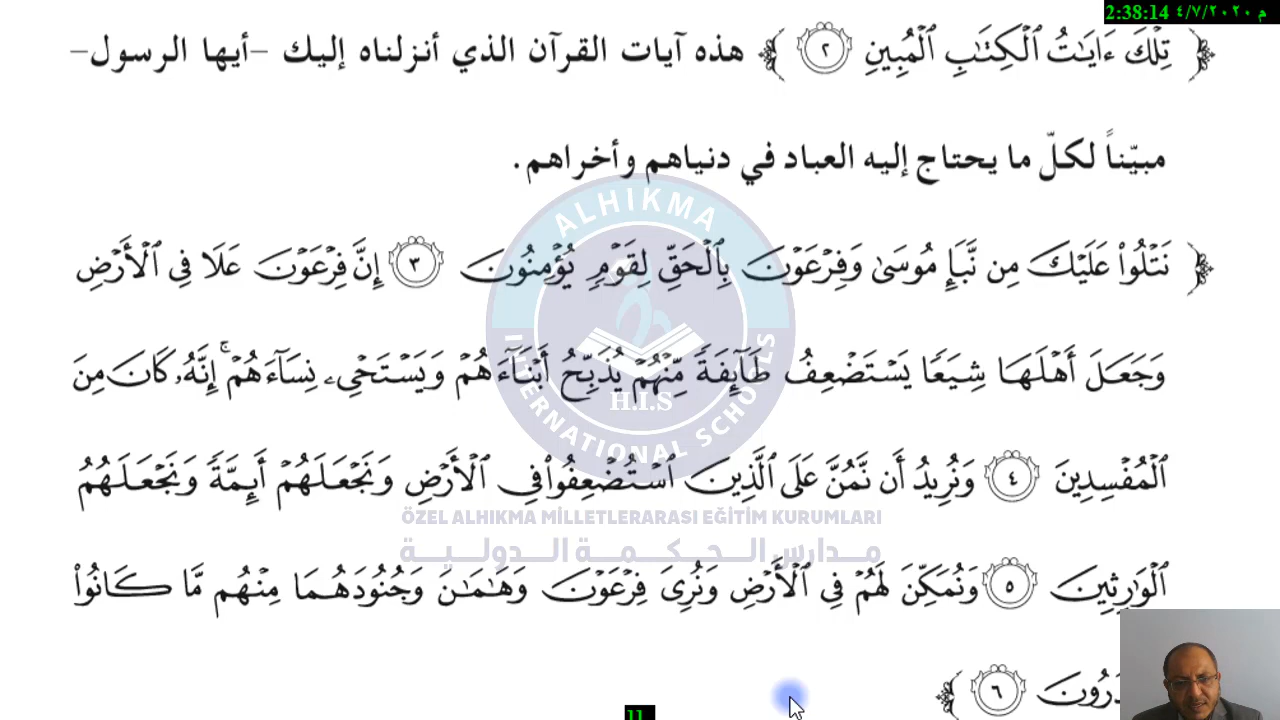 2:38:14 م ٤/٧/٢٠٢٠
﴿ تِلْكَ ءَايَٰتُ ٱلْكِتَٰبِ ٱلْمُبِينِ ٢ ﴾ هذه آيات القرآن الذي أنزلناه إليك –أيها الرسول–
مبيّناً لكلّ ما يحتاج إليه العباد في دنياهم وأخراهم.
﴿ نَتْلُوا۟ عَلَيْكَ مِن نَّبَإِ مُوسَىٰ وَفِرْعَوْنَ بِٱلْحَقِّ لِقَوْمٍ يُؤْمِنُونَ ٣ إِنَّ فِرْعَوْنَ عَلَا فِى ٱلْأَرْضِ
وَجَعَلَ أَهْلَهَا شِيَعًا يَسْتَضْعِفُ طَآئِفَةً مِّنْهُمْ يُذَبِّحُ أَبْنَآءَهُمْ وَيَسْتَحْىِۦ نِسَآءَهُمْ ۚ إِنَّهُۥ كَانَ مِنَ
ٱلْمُفْسِدِينَ ٤ وَنُرِيدُ أَن نَّمُنَّ عَلَى ٱلَّذِينَ ٱسْتُضْعِفُوا۟ فِى ٱلْأَرْضِ وَنَجْعَلَهُمْ أَئِمَّةً وَنَجْعَلَهُمُ
ٱلْوَٰرِثِينَ ٥ وَنُمَكِّنَ لَهُمْ فِى ٱلْأَرْضِ وَنُرِىَ فِرْعَوْنَ وَهَٰمَٰنَ وَجُنُودَهُمَا مِنْهُم مَّا كَانُوا۟
٦ ﴾
ALHIKMA
INTERNATIONAL SCHOOLS
H.I.S
ÖZEL ALHIKMA MİLLETLERARASI EĞİTİM KURUMLARI
مدارس الحكمة الدولية
11